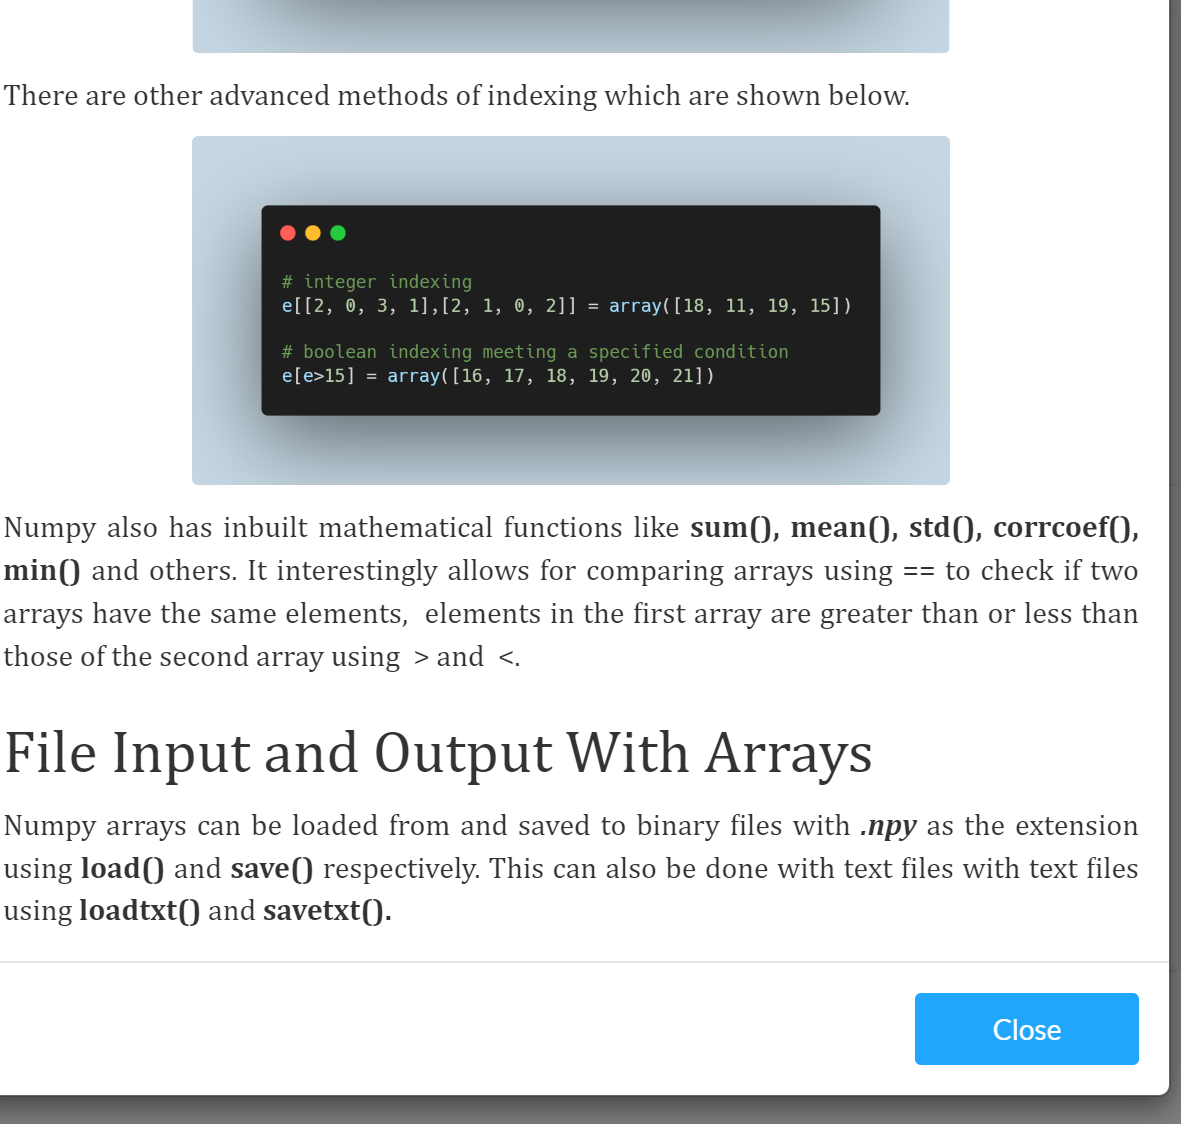 There are other advanced methods of indexing which are shown below.
# integer indexing
e[[2, 0, 3, 1],[2, 1, 0, 2]] = array([18, 11, 19, 15])
# boolean indexing meeting a specified condition
e[e>15] = array([16, 17, 18, 19, 20, 21])
Numpy also has inbuilt mathematical functions like sum(), mean(), std(), corrcoef(),
min() and others. It interestingly allows for comparing arrays using == to check if two
arrays have the same elements,  elements in the first array are greater than or less than
those of the second array using  > and  <.
File Input and Output With Arrays
Numpy arrays can be loaded from and saved to binary files with .npy as the extension
using load() and save() respectively. This can also be done with text files with text files
using loadtxt() and savetxt().
Close